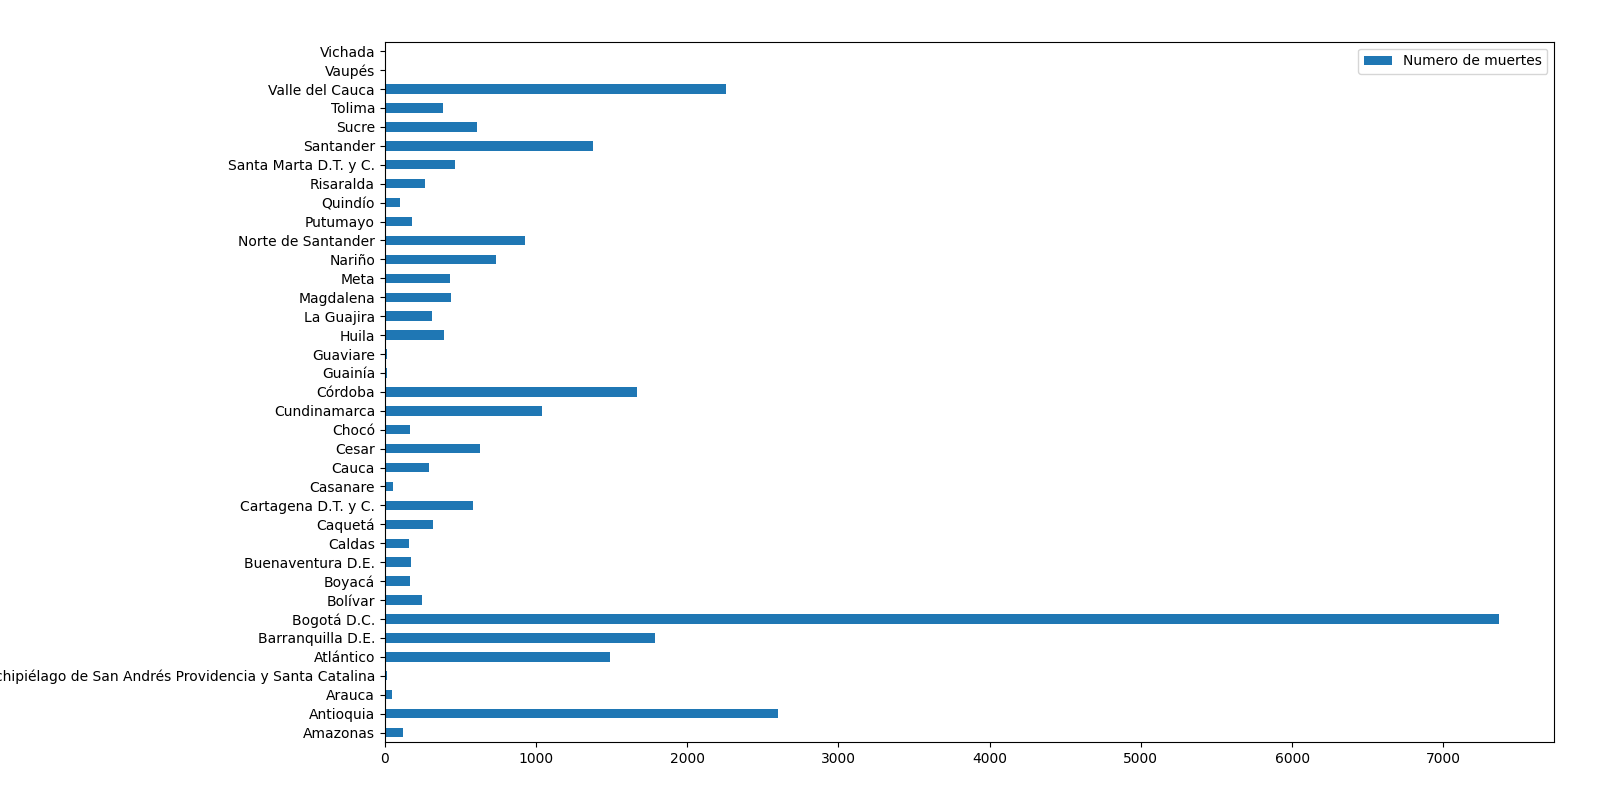 Numero de muertes
Vichada
Vaupés
Valle del Cauca
Tolima
Sucre
Santander
Santa Marta D.T. y C.
Risaralda
Quindío
Putumayo
Norte de Santander
Nariño
Meta
Magdalena
La Guajira
Huila
Guaviare
Guainía
Córdoba
Cundinamarca
Chocó
Cesar
Cauca
Casanare
Cartagena D.T. y C.
Caquetá
Caldas
Buenaventura D.E.
Boyacá
Bolívar
Bogotá D.C.
Barranquilla D.E.
Atlántico
chipiélago de San Andrés Providencia y Santa Catalina
Arauca
Antioquia
Amazonas
0 1000 2000 3000 4000 5000 6000 7000